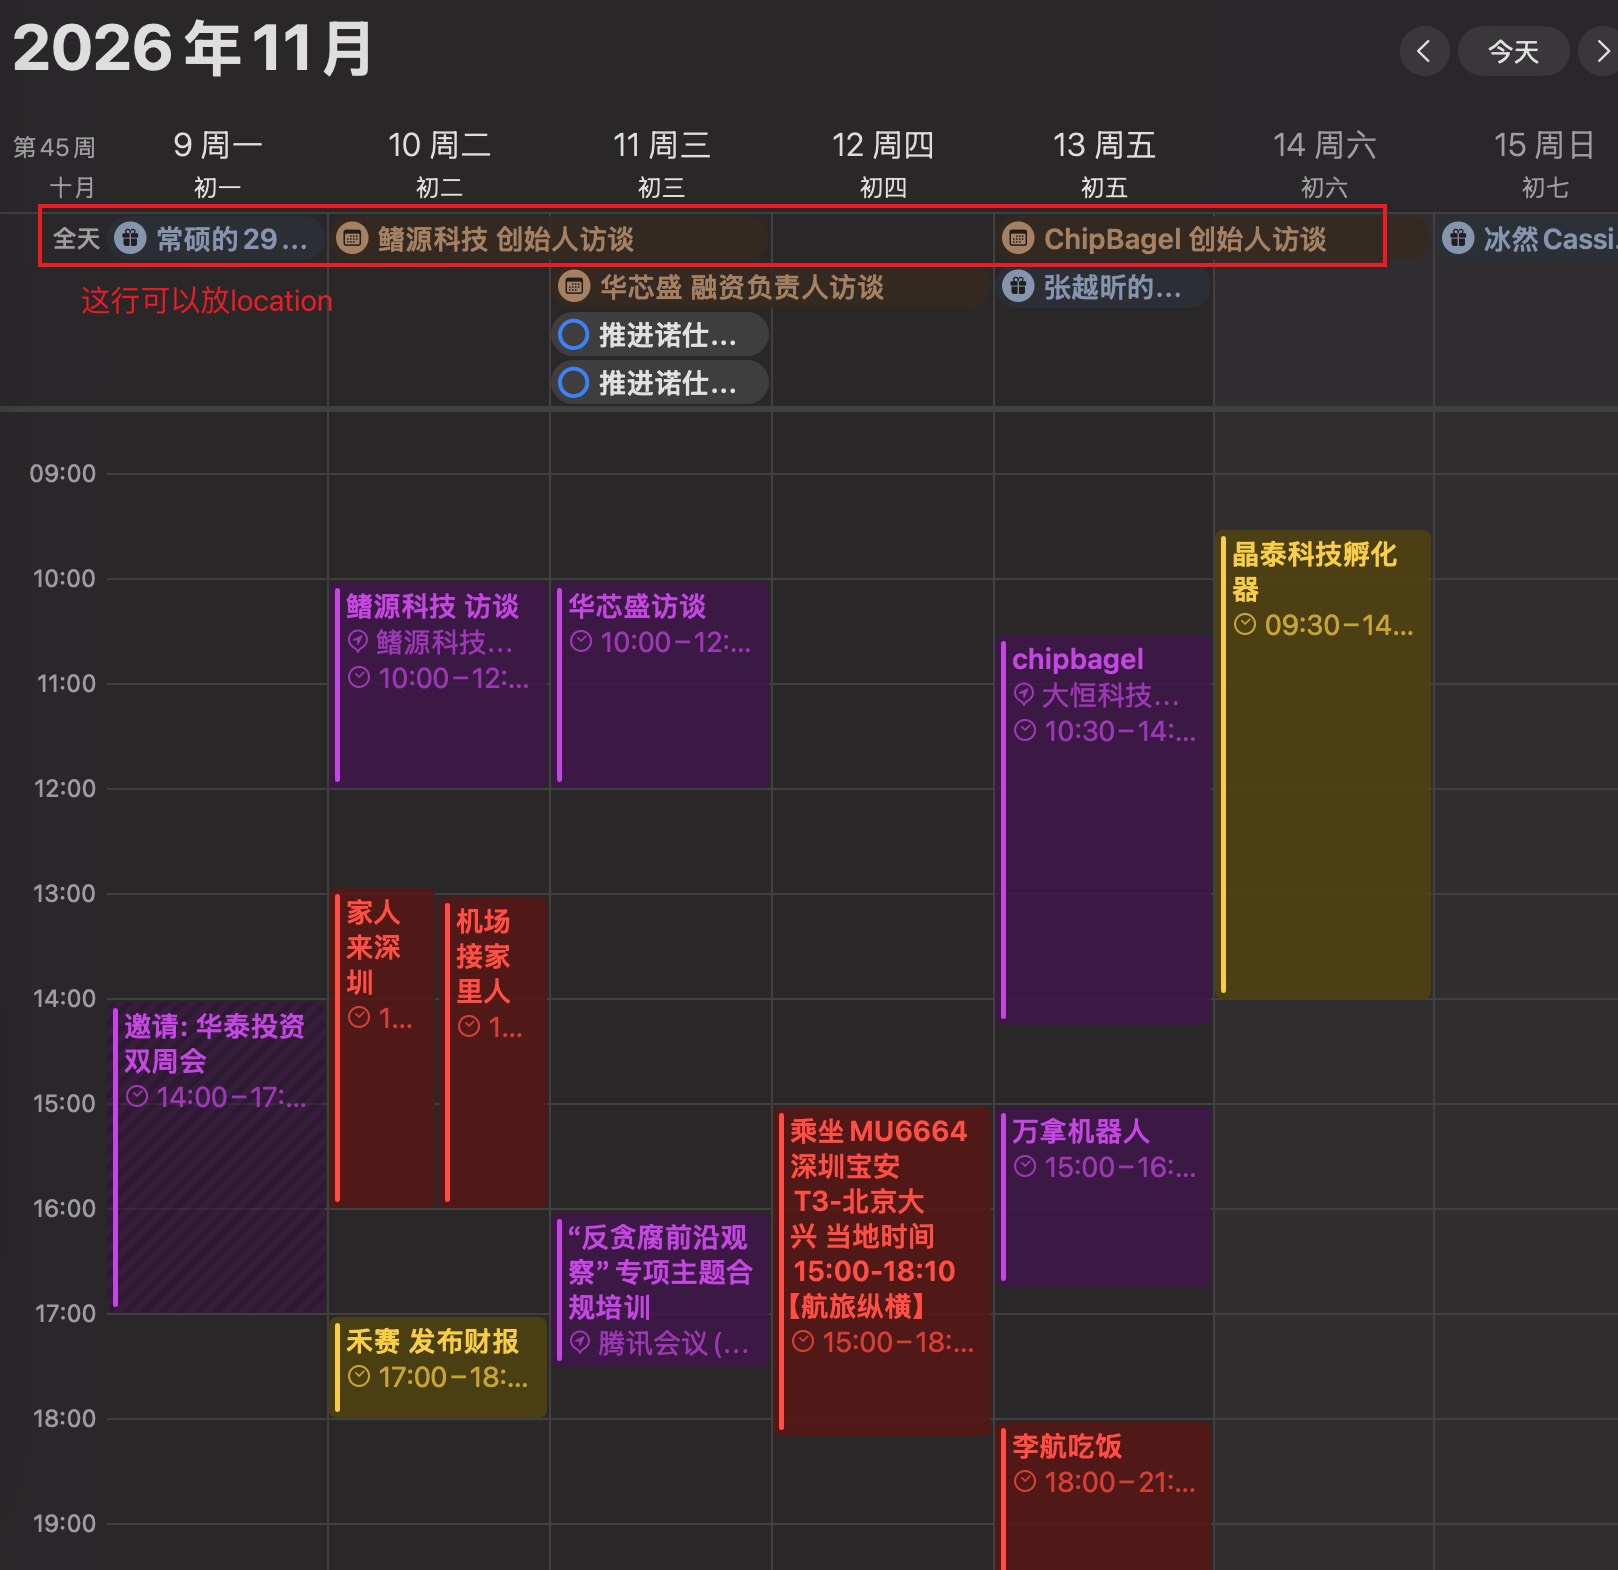 2026年11月
今天
第45周
9 周一
10 周二
11 周三
12 周四
13 周五
14 周六
15 周日
十月
初一
初二
初三
初四
初五
初六
初七
全天
常硕的 29…
鳍源科技 创始人访谈
ChipBagel 创始人访谈
冰然 Cassi.
这行可以放location
华芯盛 融资负责人访谈
张越昕的…
推进诺仕…
推进诺仕…
09:00
10:00
11:00
12:00
13:00
14:00
15:00
16:00
17:00
18:00
19:00
邀请: 华泰投资
双周会
14:00–17:…
鳍源科技 访谈
鳍源科技…
10:00–12:…
家人
来深
圳
1…
机场
接家
里人
1…
禾赛 发布财报
17:00–18:…
华芯盛访谈
10:00–12:…
“反贪腐前沿观
察” 专项主题合
规培训
腾讯会议 (…
乘坐 MU6664
深圳宝安
T3-北京大
兴 当地时间
15:00-18:10
【航旅纵横】
15:00–18:…
chipbagel
大恒科技…
10:30–14:…
万拿机器人
15:00–16:…
李航吃饭
18:00–21:…
晶泰科技孵化
器
09:30–14…